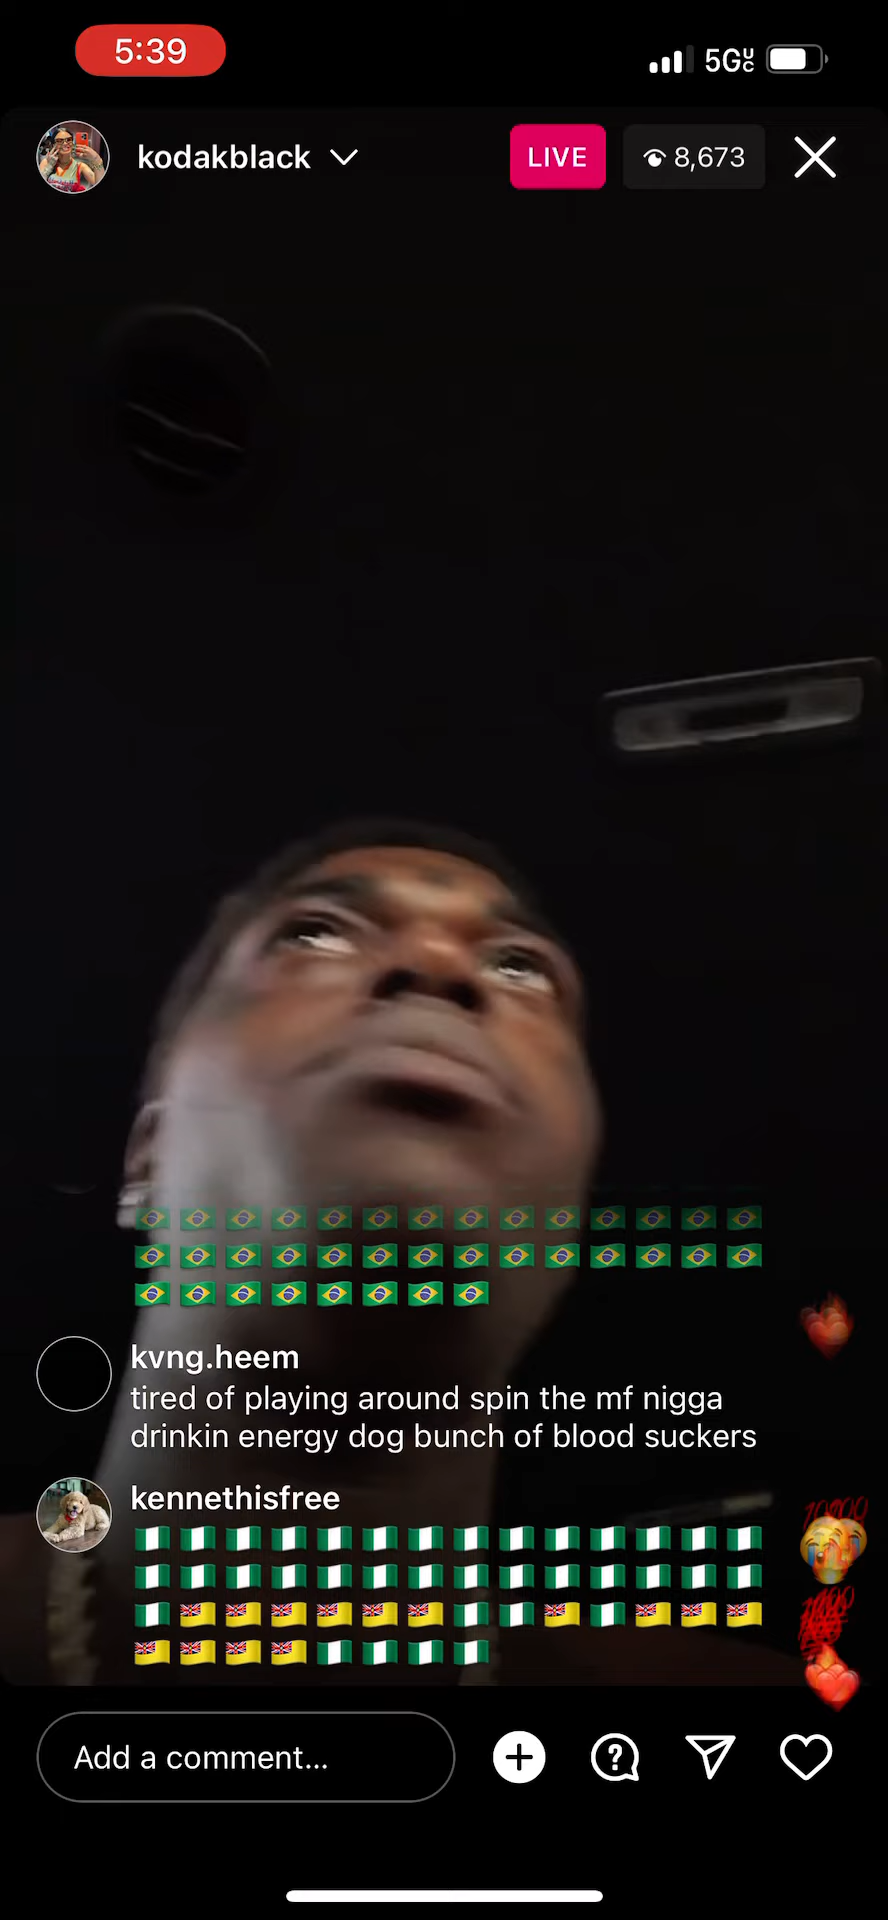 5:39
5GUC
kodakblack
LIVE
8,673
kvng.heem
tired of playing around spin the mf nigga
drinkin energy dog bunch of blood suckers
kennethisfree
🇳🇬🇳🇬🇳🇬🇳🇬🇳🇬🇳🇬🇳🇬🇳🇬🇳🇬🇳🇬🇳🇬🇳🇬🇳🇬🇳🇬
🇳🇬🇳🇬🇳🇬🇳🇬🇳🇬🇳🇬🇳🇬🇳🇬🇳🇬🇳🇬🇳🇬🇳🇬🇳🇬🇳🇬
🇳🇬🇳🇺🇳🇺🇳🇺🇳🇺🇳🇺🇳🇺🇳🇬🇳🇬🇳🇺🇳🇬🇳🇺🇳🇺🇳🇺
🇳🇺🇳🇺🇳🇺🇳🇺🇳🇬🇳🇬🇳🇬🇳🇬
Add a comment...